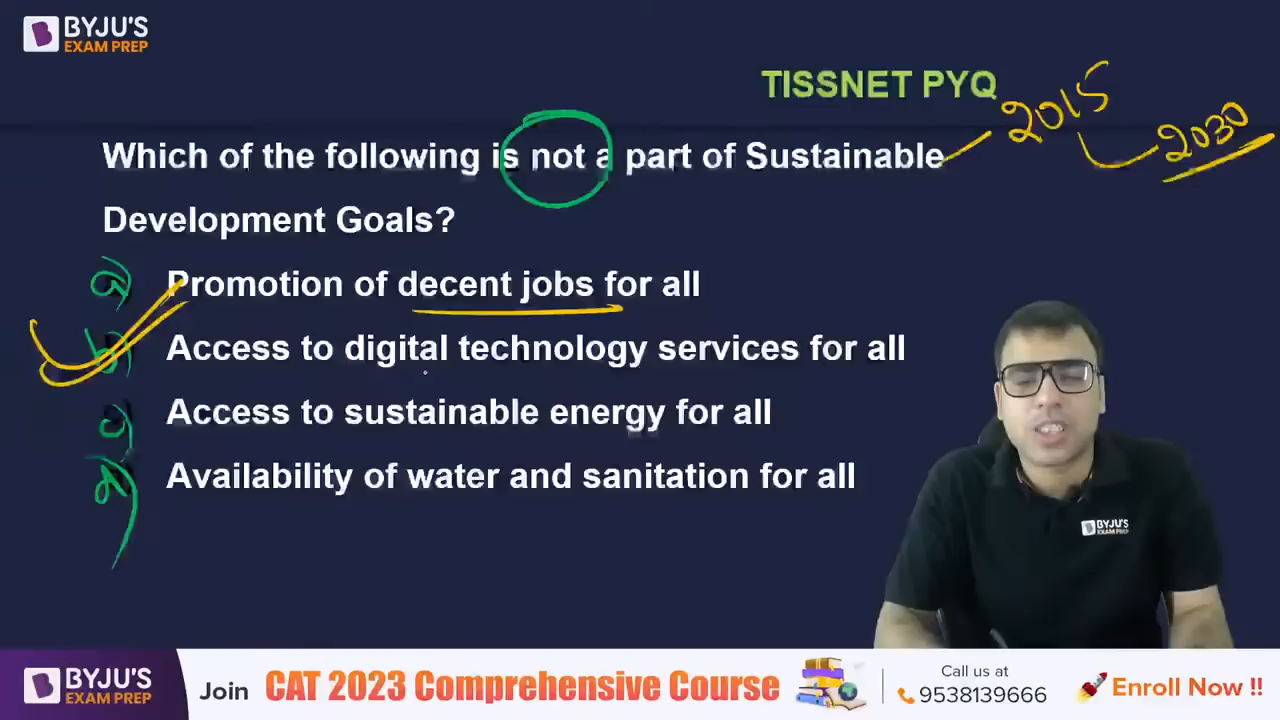 BYJU'S
EXAM PREP
TISSNET PYQ
2015
2030
Which of the following is not a part of Sustainable
Development Goals?
a) Promotion of decent jobs for all
b) Access to digital technology services for all
c) Access to sustainable energy for all
d) Availability of water and sanitation for all
BYJU'S
EXAM PREP
BYJU'S
EXAM PREP
Join CAT 2023 Comprehensive Course
Call us at
9538139666
Enroll Now !!